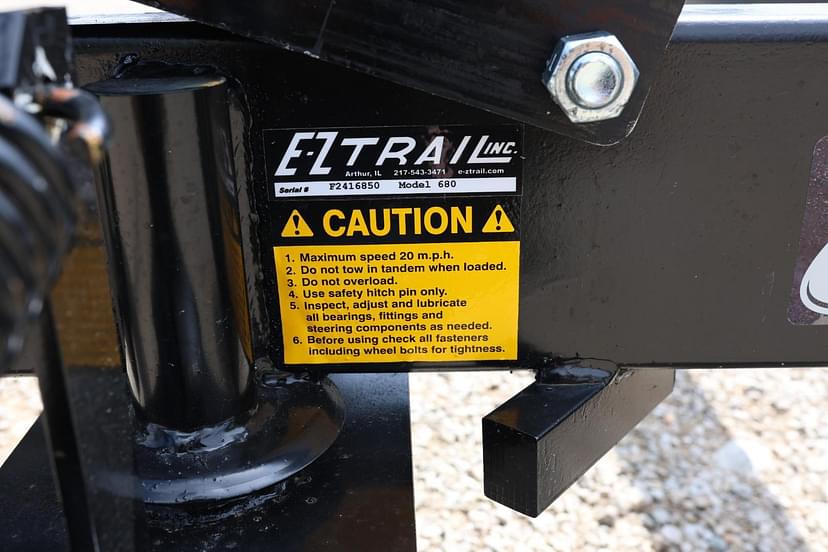 E-Z TRAIL INC.
Arthur, IL 217-543-3471 e-ztrail.com
Serial # F2416850 Model 680
CAUTION
1. Maximum speed 20 m.p.h.
2. Do not tow in tandem when loaded.
3. Do not overload.
4. Use safety hitch pin only.
5. Inspect, adjust and lubricate
all bearings, fittings and
steering components as needed.
6. Before using check all fasteners
including wheel bolts for tightness.